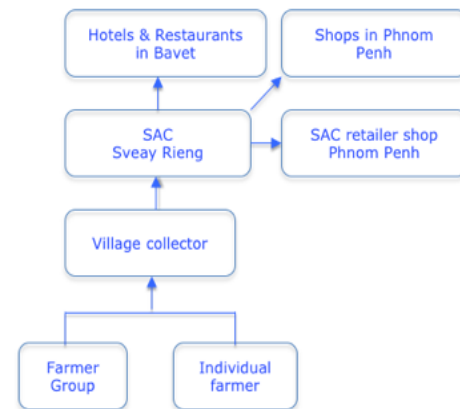 Hotels & Restaurants
in Bavet
Shops in Phnom
Penh
SAC
Sveay Rieng
SAC retailer shop
Phnom Penh
Village collector
Farmer
Group
Individual
farmer